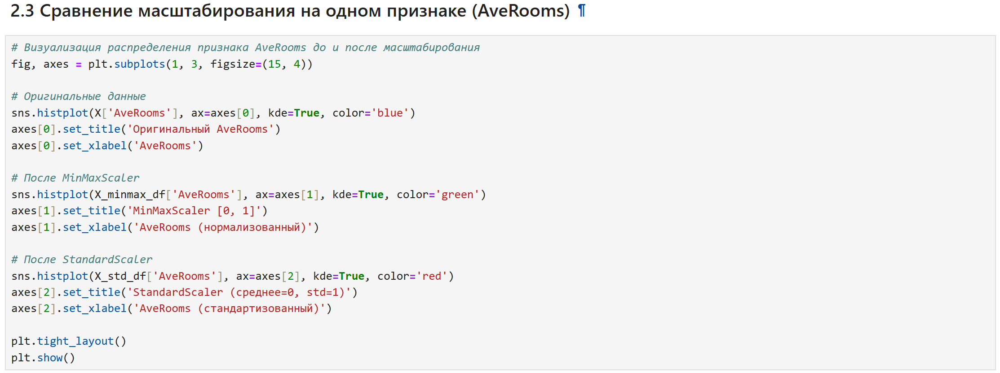 2.3 Сравнение масштабирования на одном признаке (AveRooms) ¶
# Визуализация распределения признака AveRooms до и после масштабирования
fig, axes = plt.subplots(1, 3, figsize=(15, 4))
# Оригинальные данные
sns.histplot(X['AveRooms'], ax=axes[0], kde=True, color='blue')
axes[0].set_title('Оригинальный AveRooms')
axes[0].set_xlabel('AveRooms')
# После MinMaxScaler
sns.histplot(X_minmax_df['AveRooms'], ax=axes[1], kde=True, color='green')
axes[1].set_title('MinMaxScaler [0, 1]')
axes[1].set_xlabel('AveRooms (нормализованный)')
# После StandardScaler
sns.histplot(X_std_df['AveRooms'], ax=axes[2], kde=True, color='red')
axes[2].set_title('StandardScaler (среднее=0, std=1)')
axes[2].set_xlabel('AveRooms (стандартизованный)')
plt.tight_layout()
plt.show()